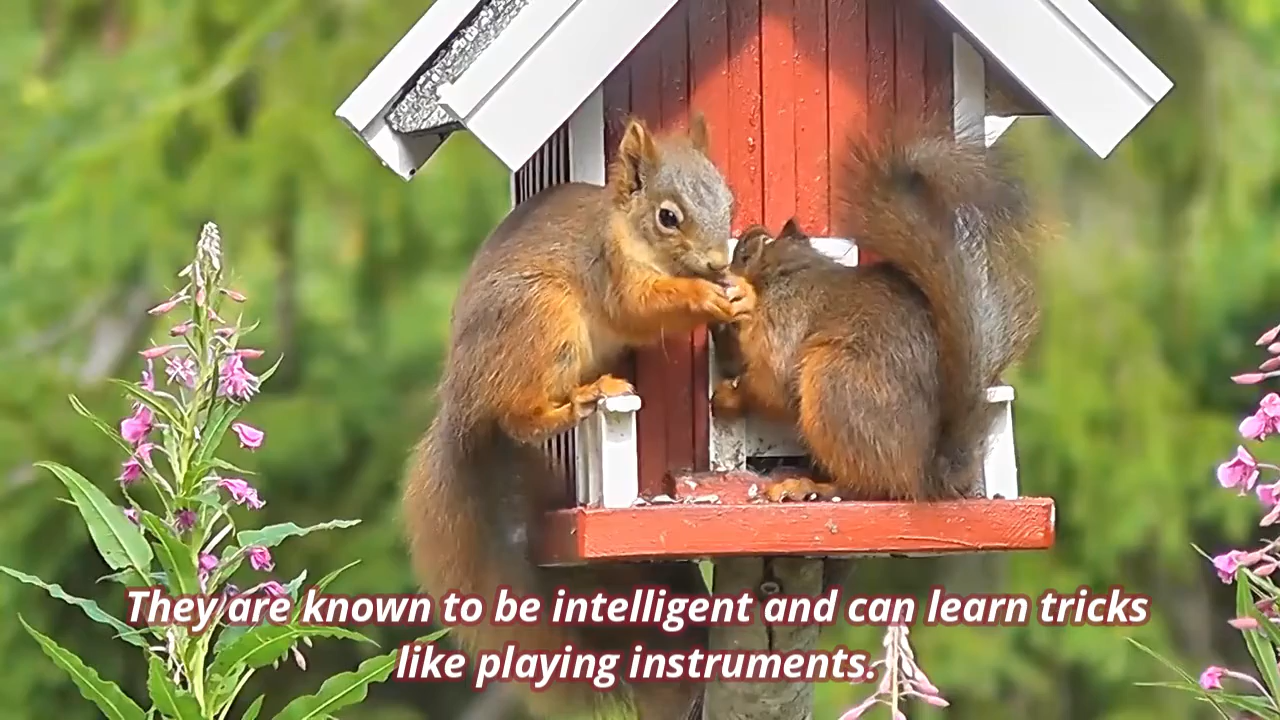 They are known to be intelligent and can learn tricks
like playing instruments.